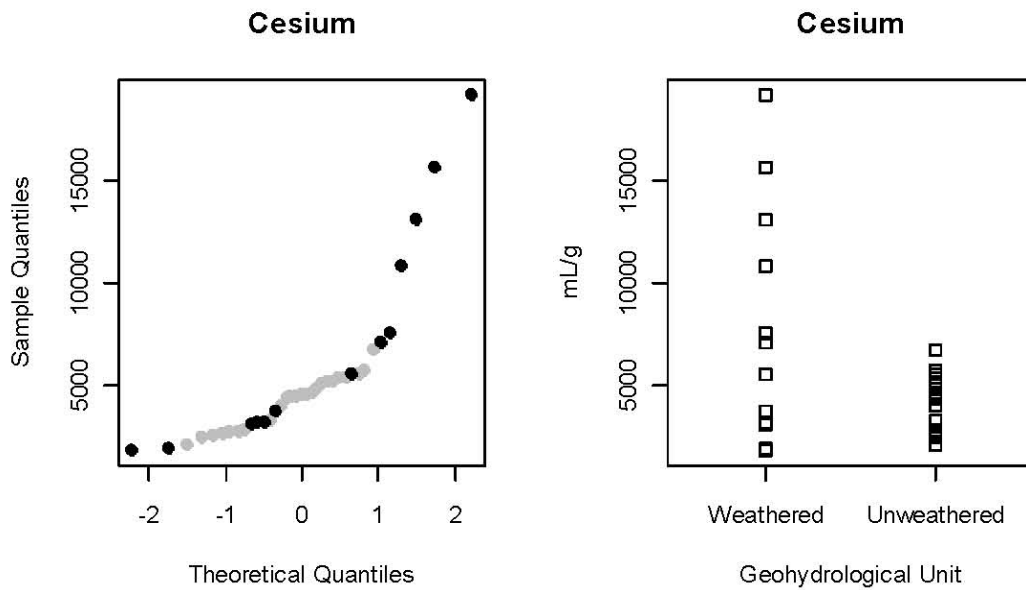 Cesium
Sample Quantiles
15000
10000
5000
-2 -1 0 1 2
Theoretical Quantiles
Cesium
mL/g
15000
10000
5000
Weathered Unweathered
Geohydrological Unit